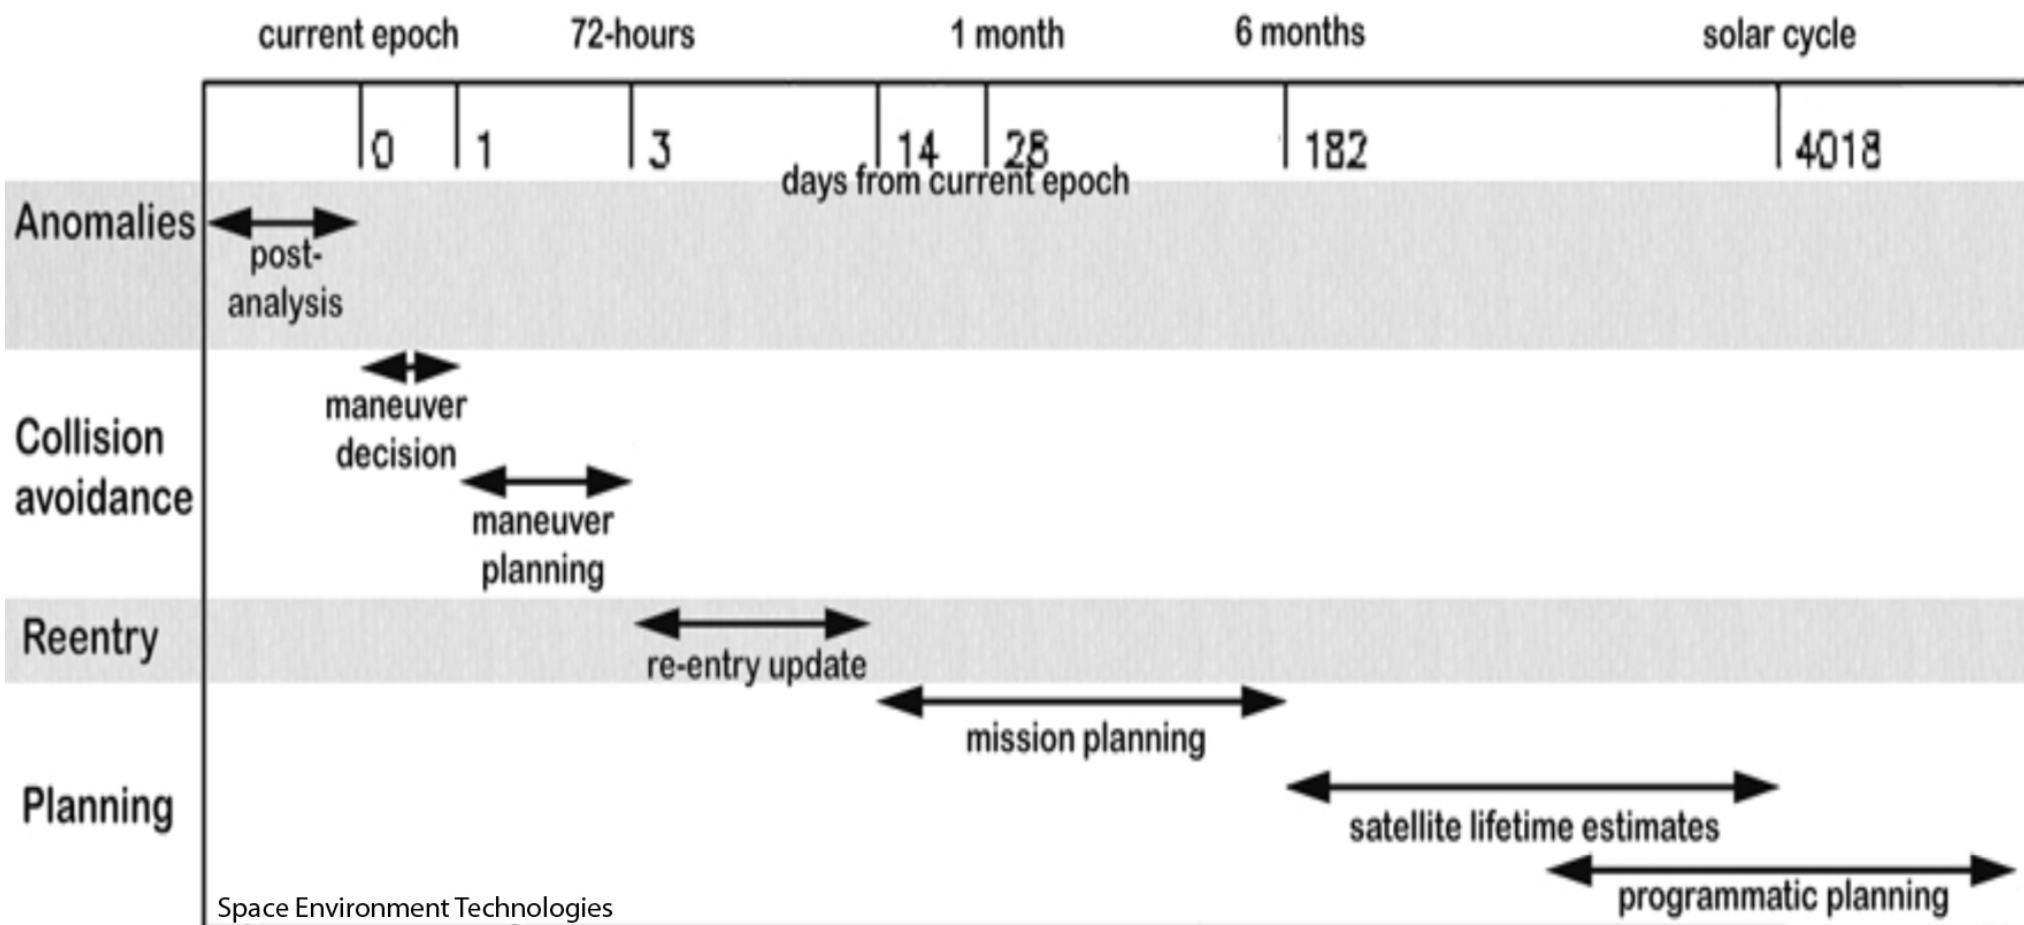 current epoch 72-hours 1 month 6 months solar cycle
0 1 3 14 28 182 4018
days from current epoch
Anomalies
post-
analysis
maneuver
decision
Collision
avoidance
maneuver
planning
Reentry
re-entry update
mission planning
Planning
satellite lifetime estimates
programmatic planning
Space Environment Technologies